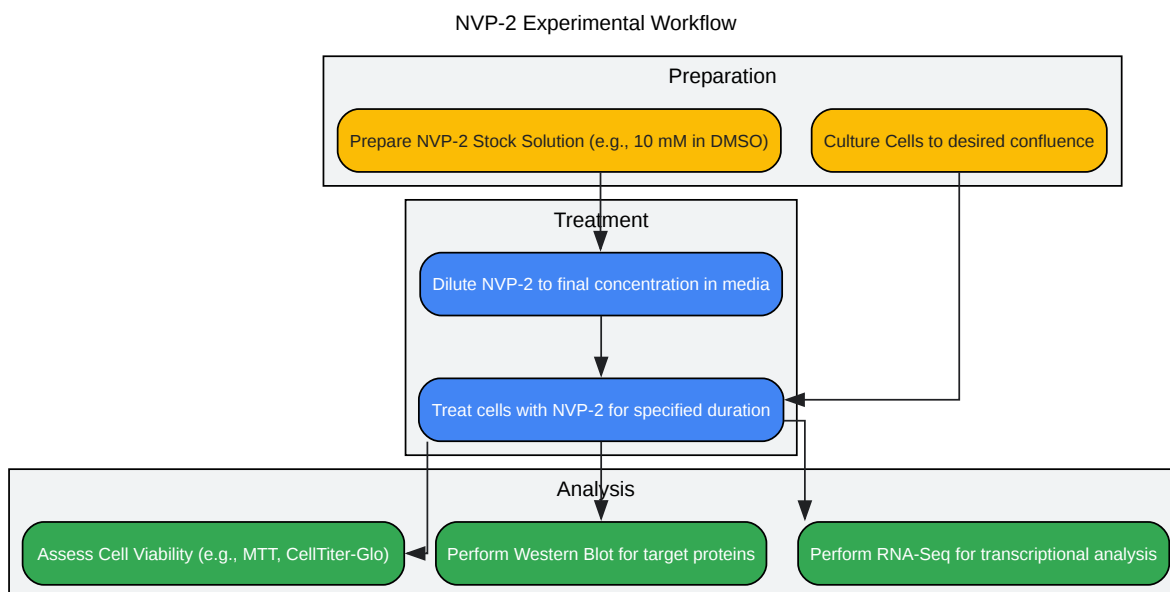 NVP-2 Experimental Workflow
Preparation
Prepare NVP-2 Stock Solution (e.g., 10 mM in DMSO)
Culture Cells to desired confluence
Treatment
Dilute NVP-2 to final concentration in media
Treat cells with NVP-2 for specified duration
Analysis
Assess Cell Viability (e.g., MTT, CellTiter-Glo)
Perform Western Blot for target proteins
Perform RNA-Seq for transcriptional analysis